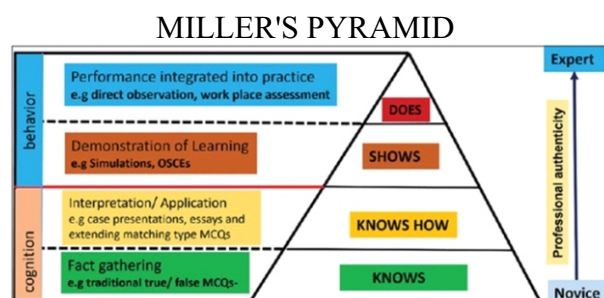 MILLER'S PYRAMID
behavior
Performance integrated into practice
e.g direct observation, work place assessment
DOES
Expert
Demonstration of Learning
e.g Simulations, OSCEs
SHOWS
Professional authenticity
cognition
Interpretation/ Application
e.g case presentations, essays and
extending matching type MCQs
KNOWS HOW
Fact gathering
e.g traditional true/ false MCQs-
KNOWS
Novice